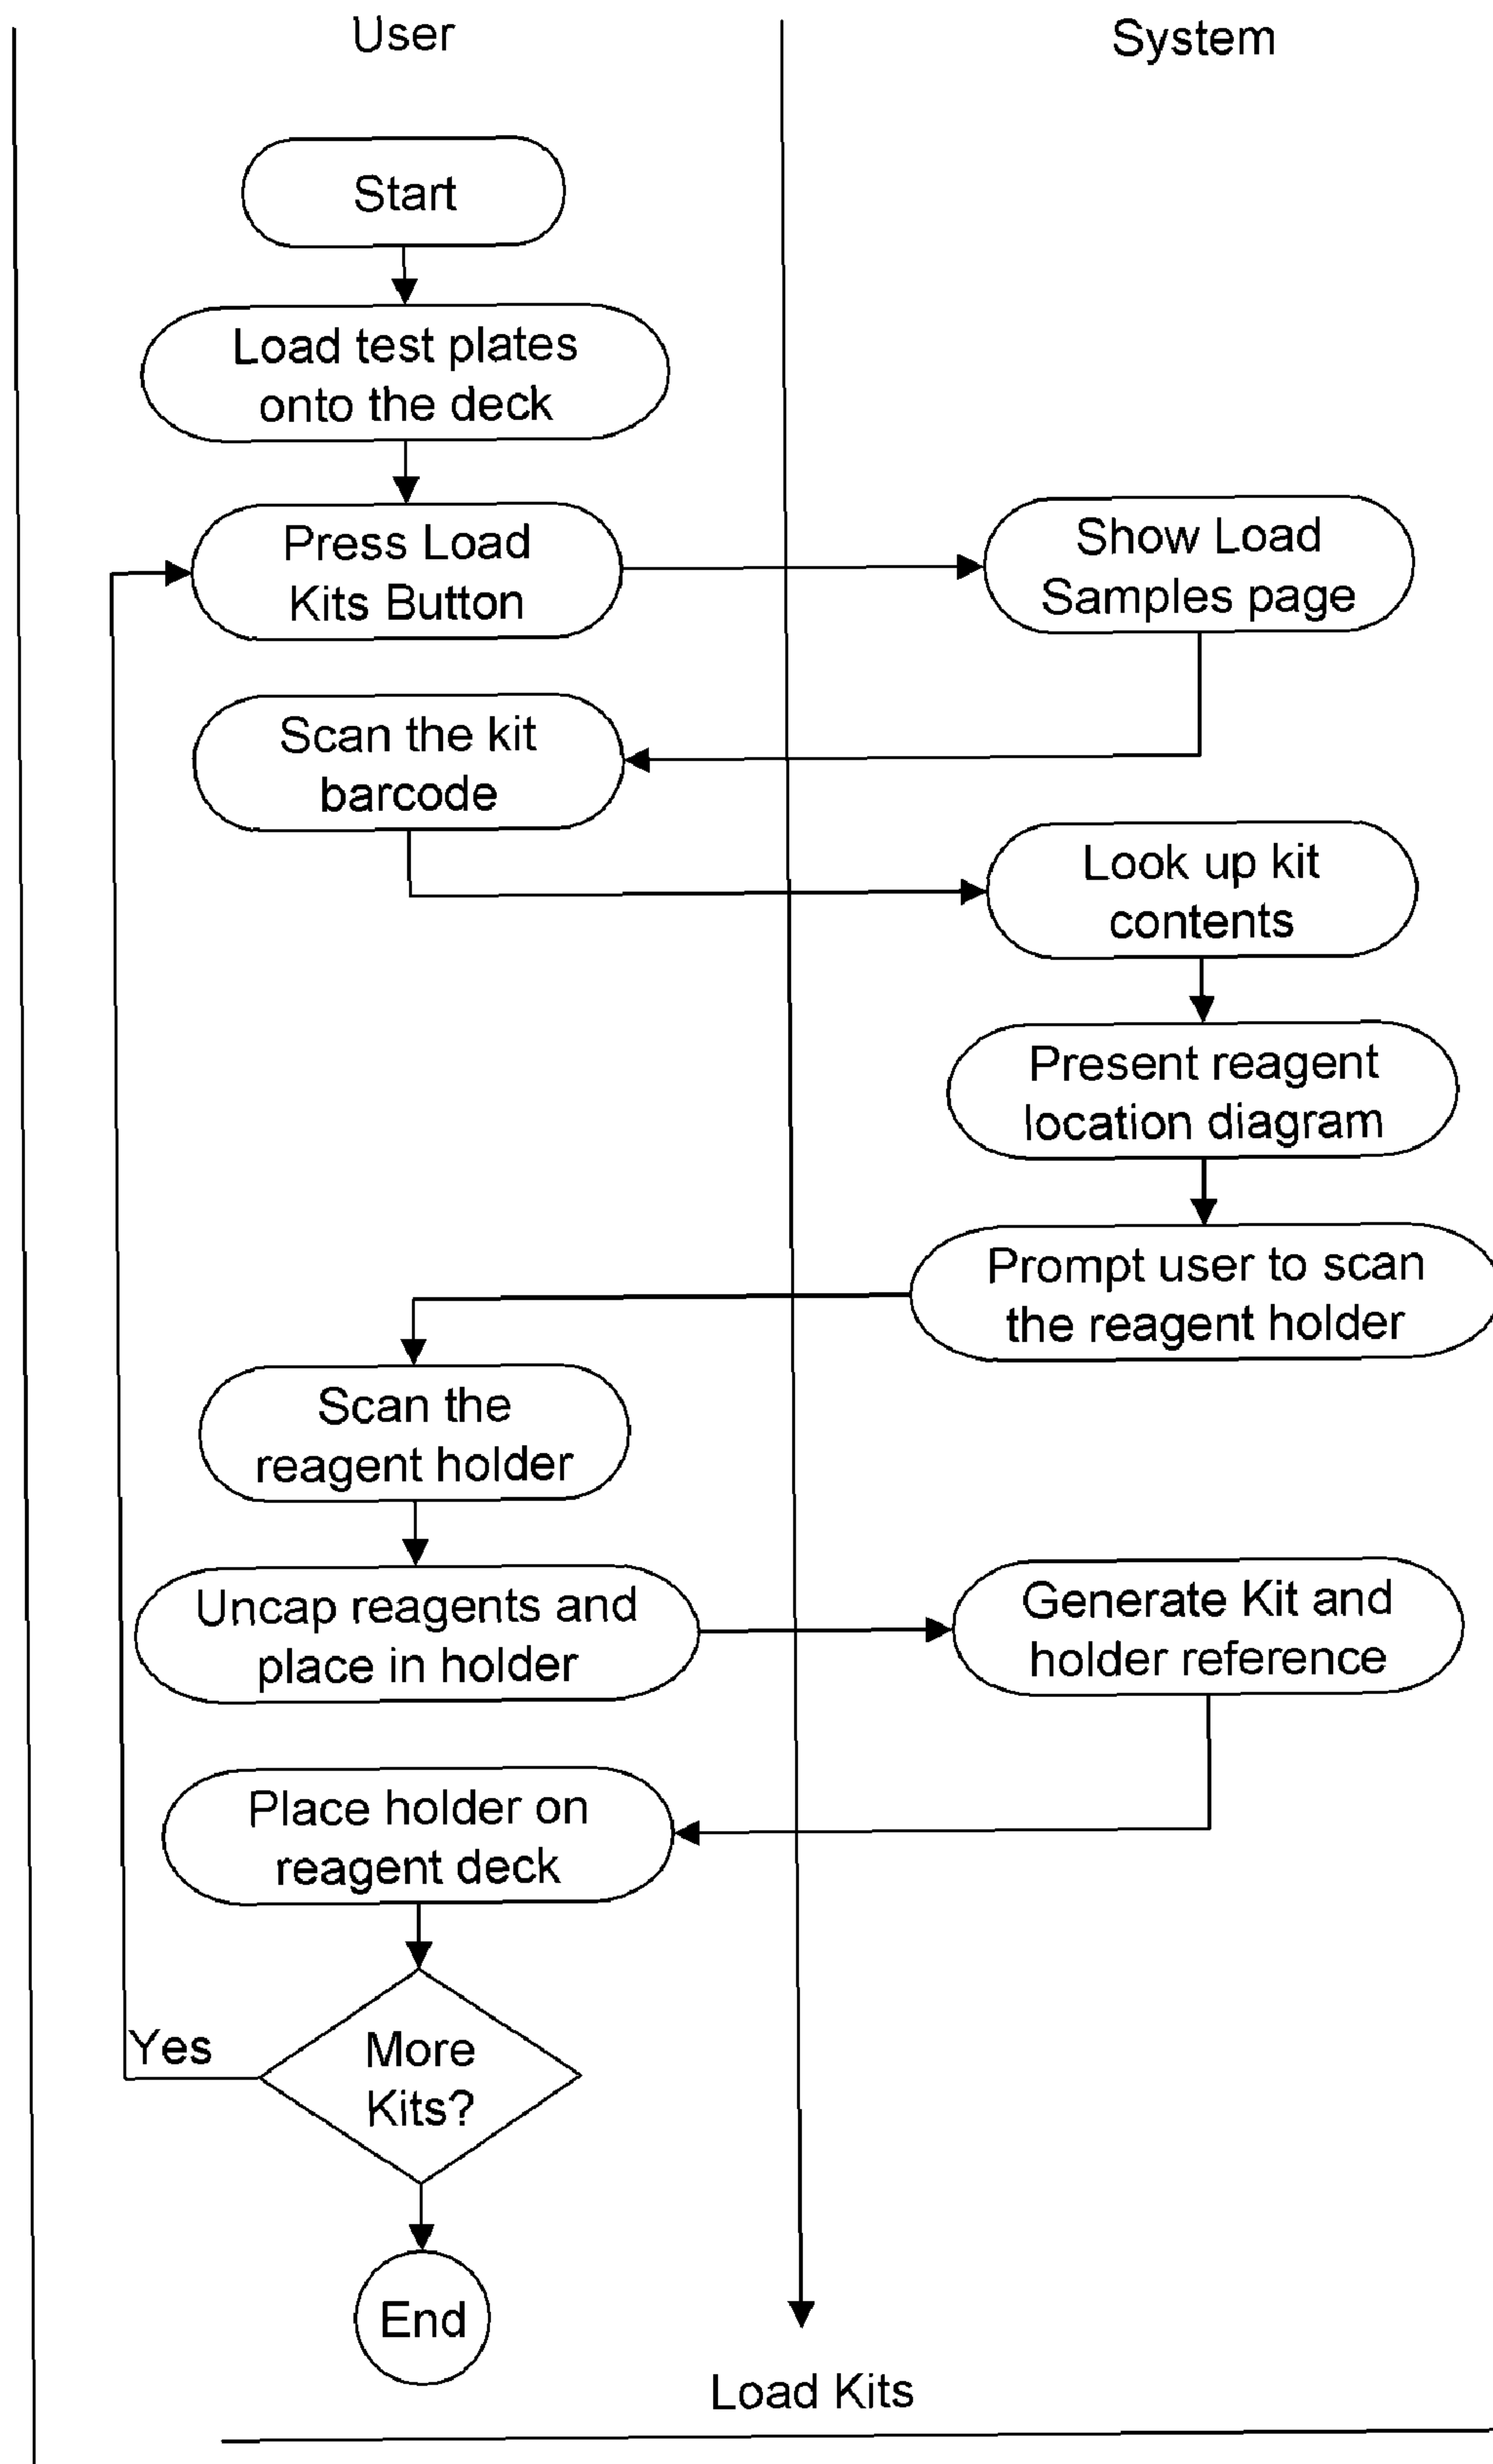 User
System
Start
Load test plates
onto the deck
Press Load
Kits Button
Show Load
Samples page
Scan the kit
barcode
Look up kit
contents
Present reagent
location diagram
Prompt user to scan
the reagent holder
Scan the
reagent holder
Uncap reagents and
place in holder
Generate Kit and
holder reference
Place holder on
reagent deck
More
Kits?
Yes
End
Load Kits